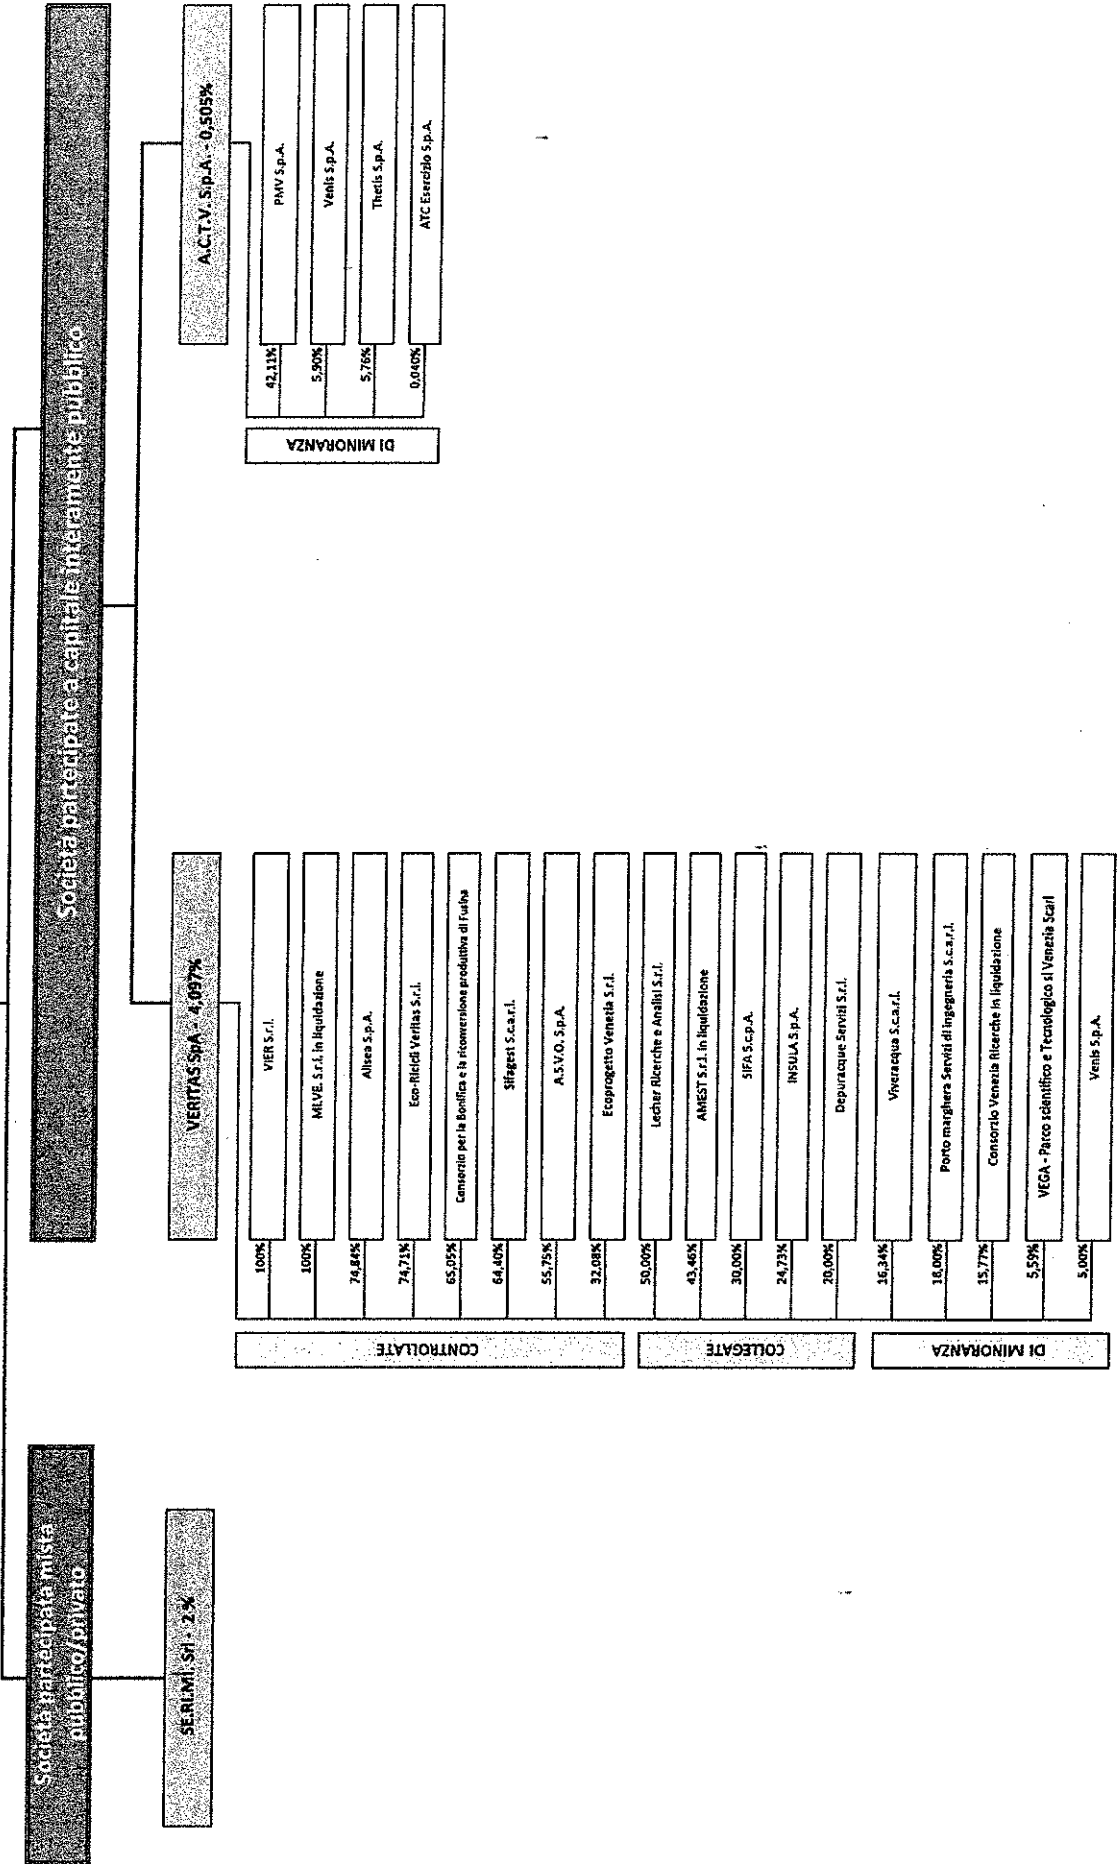 Società partecipata mista
pubblico/privato
SE.RI.MI. Srl - 2 %
Società partecipate a capitale interamente pubblico
VERITAS SpA - 4,097%
CONTROLLATE
100%
VIER S.r.l.
100%
MI.VE. S.r.l. in liquidazione
74,84%
Alisea S.p.A.
74,71%
Eco-Ricicli Veritas S.r.l.
65,05%
Consorzio per la Bonifica e la riconversione produttiva di Fusina
64,40%
Sifagest S.c.a.r.l.
55,75%
A.S.V.O. S.p.A.
32,08%
Ecoprogetto Venezia S.r.l.
COLLEGATE
50,00%
Lecher Ricerche e Analisi S.r.l.
43,46%
AMEST S.r.l. in liquidazione
30,00%
SIFA S.c.p.A.
24,73%
INSULA S.p.A.
20,00%
Depuracque Servizi S.r.l.
DI MINORANZA
16,34%
Viveracqua S.c.a.r.l.
18,00%
Porto marghera Servizi di Ingegneria S.c.a.r.l.
15,77%
Consorzio Venezia Ricerche in liquidazione
5,59%
VEGA - Parco scientifico e Tecnologico si Venezia Scarl
5,00%
Venis S.p.A.
A.C.T.V. S.p.A. - 0,505%
DI MINORANZA
42,11%
PMV S.p.A.
5,90%
Venis S.p.A.
5,76%
Thetis S.p.A.
0,040%
ATC Esercizio S.p.A.